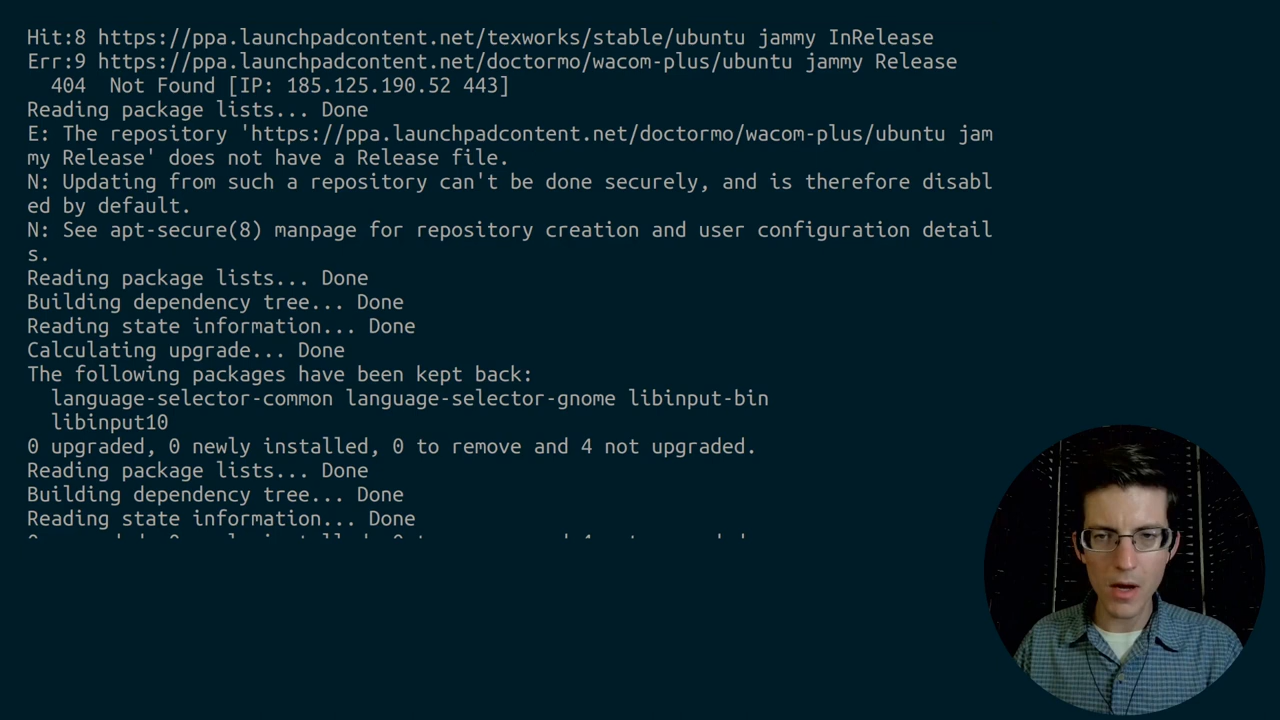 Hit:8 https://ppa.launchpadcontent.net/texworks/stable/ubuntu jammy InRelease
Err:9 https://ppa.launchpadcontent.net/doctormo/wacom-plus/ubuntu jammy Release
  404  Not Found [IP: 185.125.190.52 443]
Reading package lists... Done
E: The repository 'https://ppa.launchpadcontent.net/doctormo/wacom-plus/ubuntu jam
my Release' does not have a Release file.
N: Updating from such a repository can't be done securely, and is therefore disabl
ed by default.
N: See apt-secure(8) manpage for repository creation and user configuration detail
s.
Reading package lists... Done
Building dependency tree... Done
Reading state information... Done
Calculating upgrade... Done
The following packages have been kept back:
  language-selector-common language-selector-gnome libinput-bin
  libinput10
0 upgraded, 0 newly installed, 0 to remove and 4 not upgraded.
Reading package lists... Done
Building dependency tree... Done
Reading state information... Done